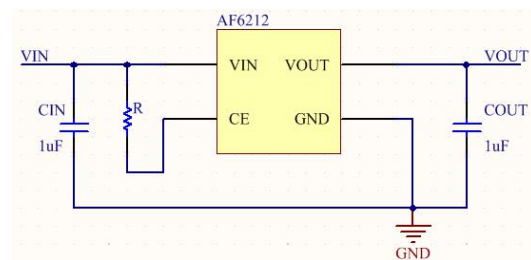 AF6212
VIN
VIN
VOUT
VOUT
CIN
R
CE
GND
COUT
1uF
1uF
GND